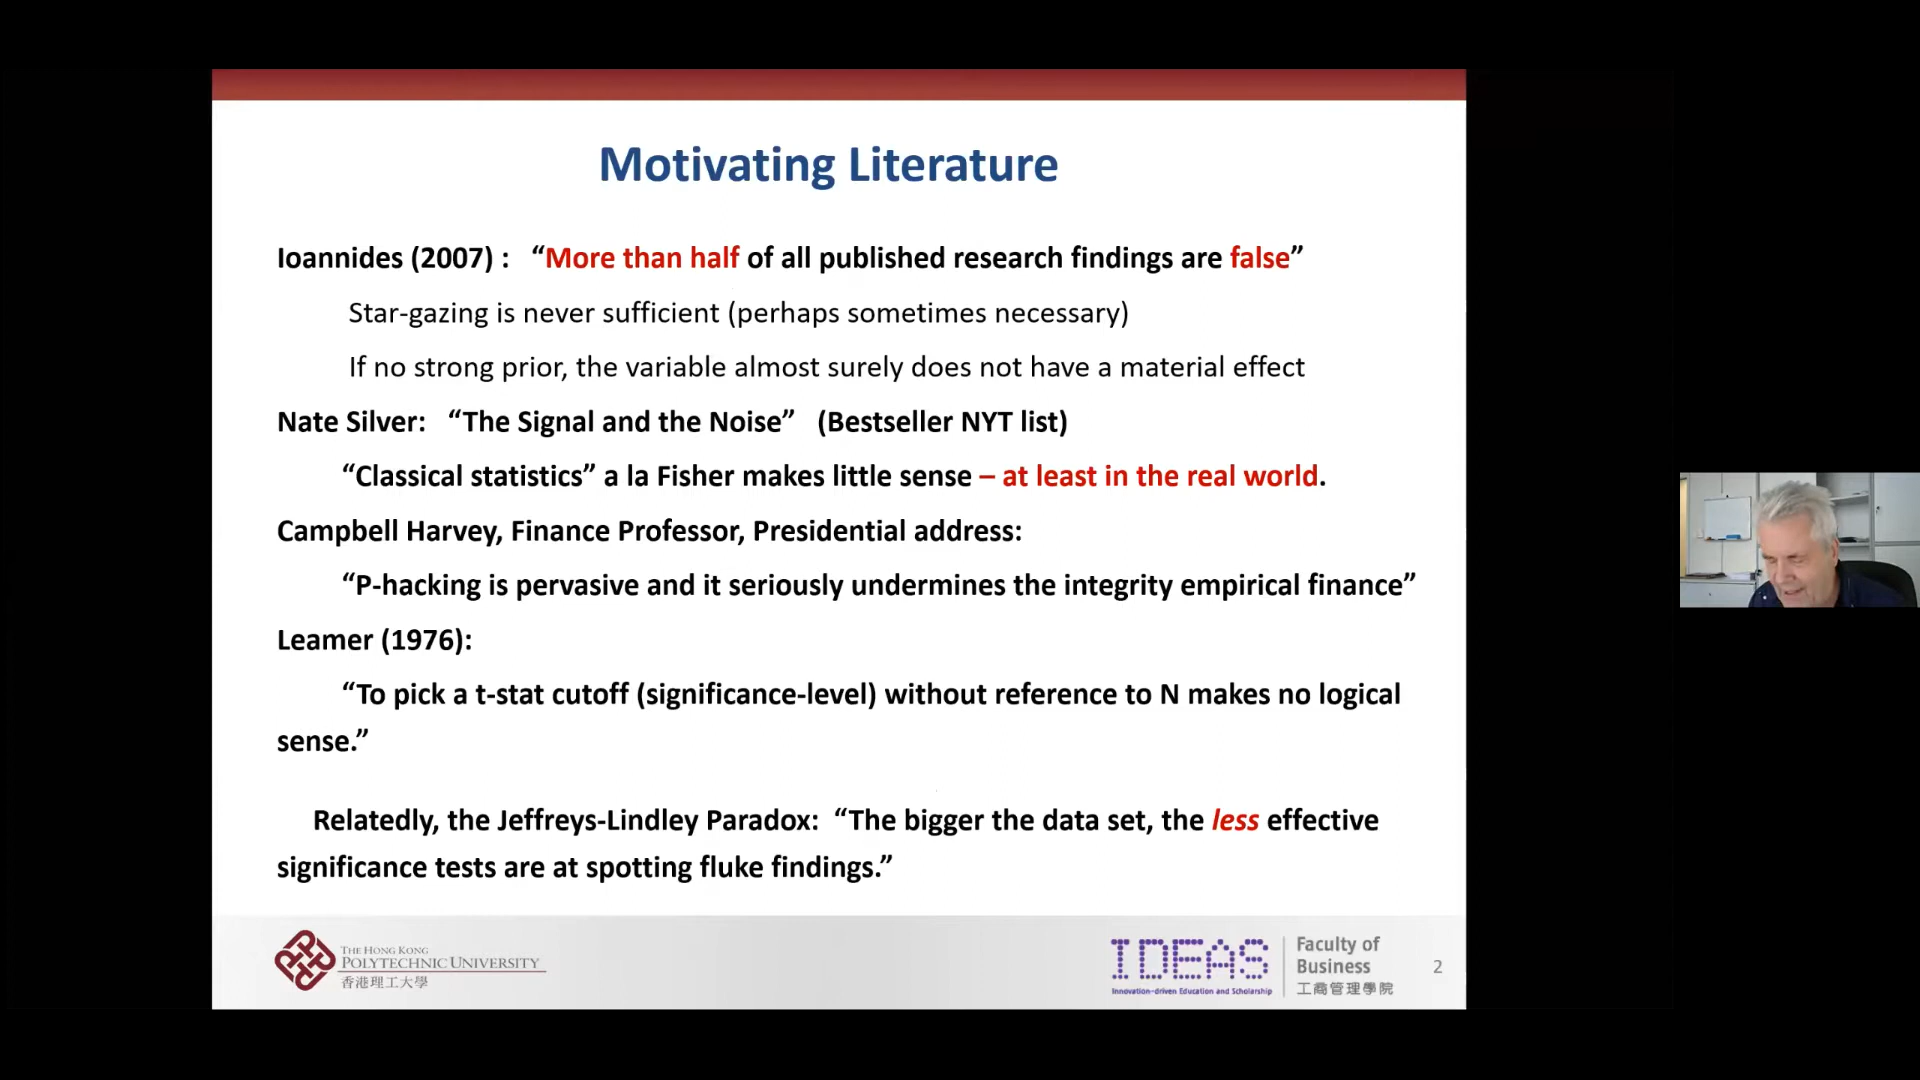 Motivating Literature
Ioannides (2007) :   “More than half of all published research findings are false”
Star-gazing is never sufficient (perhaps sometimes necessary)
If no strong prior, the variable almost surely does not have a material effect
Nate Silver:   “The Signal and the Noise”   (Bestseller NYT list)
“Classical statistics” a la Fisher makes little sense – at least in the real world.
Campbell Harvey, Finance Professor, Presidential address:
“P-hacking is pervasive and it seriously undermines the integrity empirical finance”
Leamer (1976):
“To pick a t-stat cutoff (significance-level) without reference to N makes no logical
sense.”
Relatedly, the Jeffreys-Lindley Paradox:  “The bigger the data set, the less effective
significance tests are at spotting fluke findings.”
THE HONG KONG
POLYTECHNIC UNIVERSITY
香港理工大學
IDEAS
Innovation-driven Education and Scholarship
Faculty of
Business
工商管理學院
2